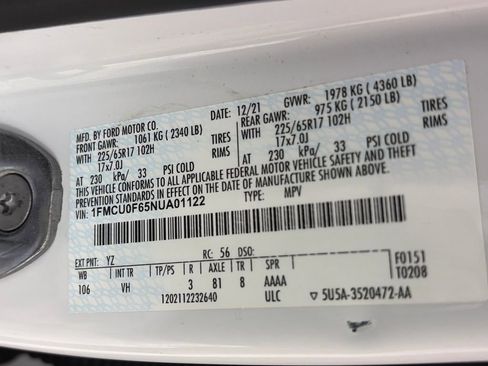 MFD. BY FORD MOTOR CO.
DATE: 12/21 GVWR: 1978 KG ( 4360 LB)
FRONT GAWR: 1061 KG ( 2340 LB) REAR GAWR: 975 KG ( 2150 LB)
WITH 225/65R17 102H TIRES WITH 225/65R17 102H TIRES
17x7.0J RIMS 17x7.0J RIMS
AT 230 kPa/ 33 PSI COLD AT 230 kPa/ 33 PSI COLD
THIS VEHICLE CONFORMS TO ALL APPLICABLE FEDERAL MOTOR VEHICLE SAFETY AND THEFT
PREVENTION STANDARDS IN EFFECT ON THE DATE OF MANUFACTURE SHOWN ABOVE.
VIN: 1FMCU0F65NUA01122 TYPE: MPV
EXT PNT: YZ RC: 56 DSO: F0151
WB INT TR TP/PS R AXLE TR SPR T0208
106 VH 3 81 8 AAAA
1202112232640 ULC 5U5A-3520472-AA